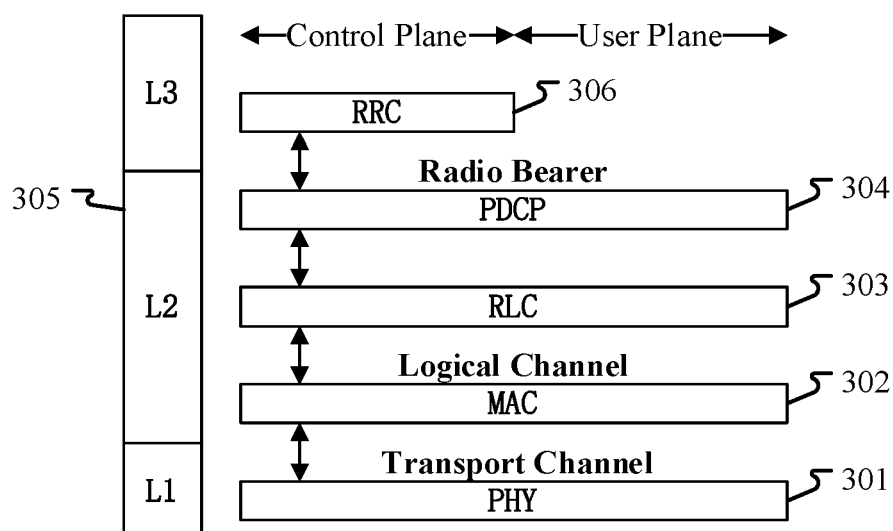 Control Plane User Plane
L3
RRC
306
Radio Bearer
305
304
PDCP
303
L2
RLC
Logical Channel
302
MAC
Transport Channel
301
L1
PHY